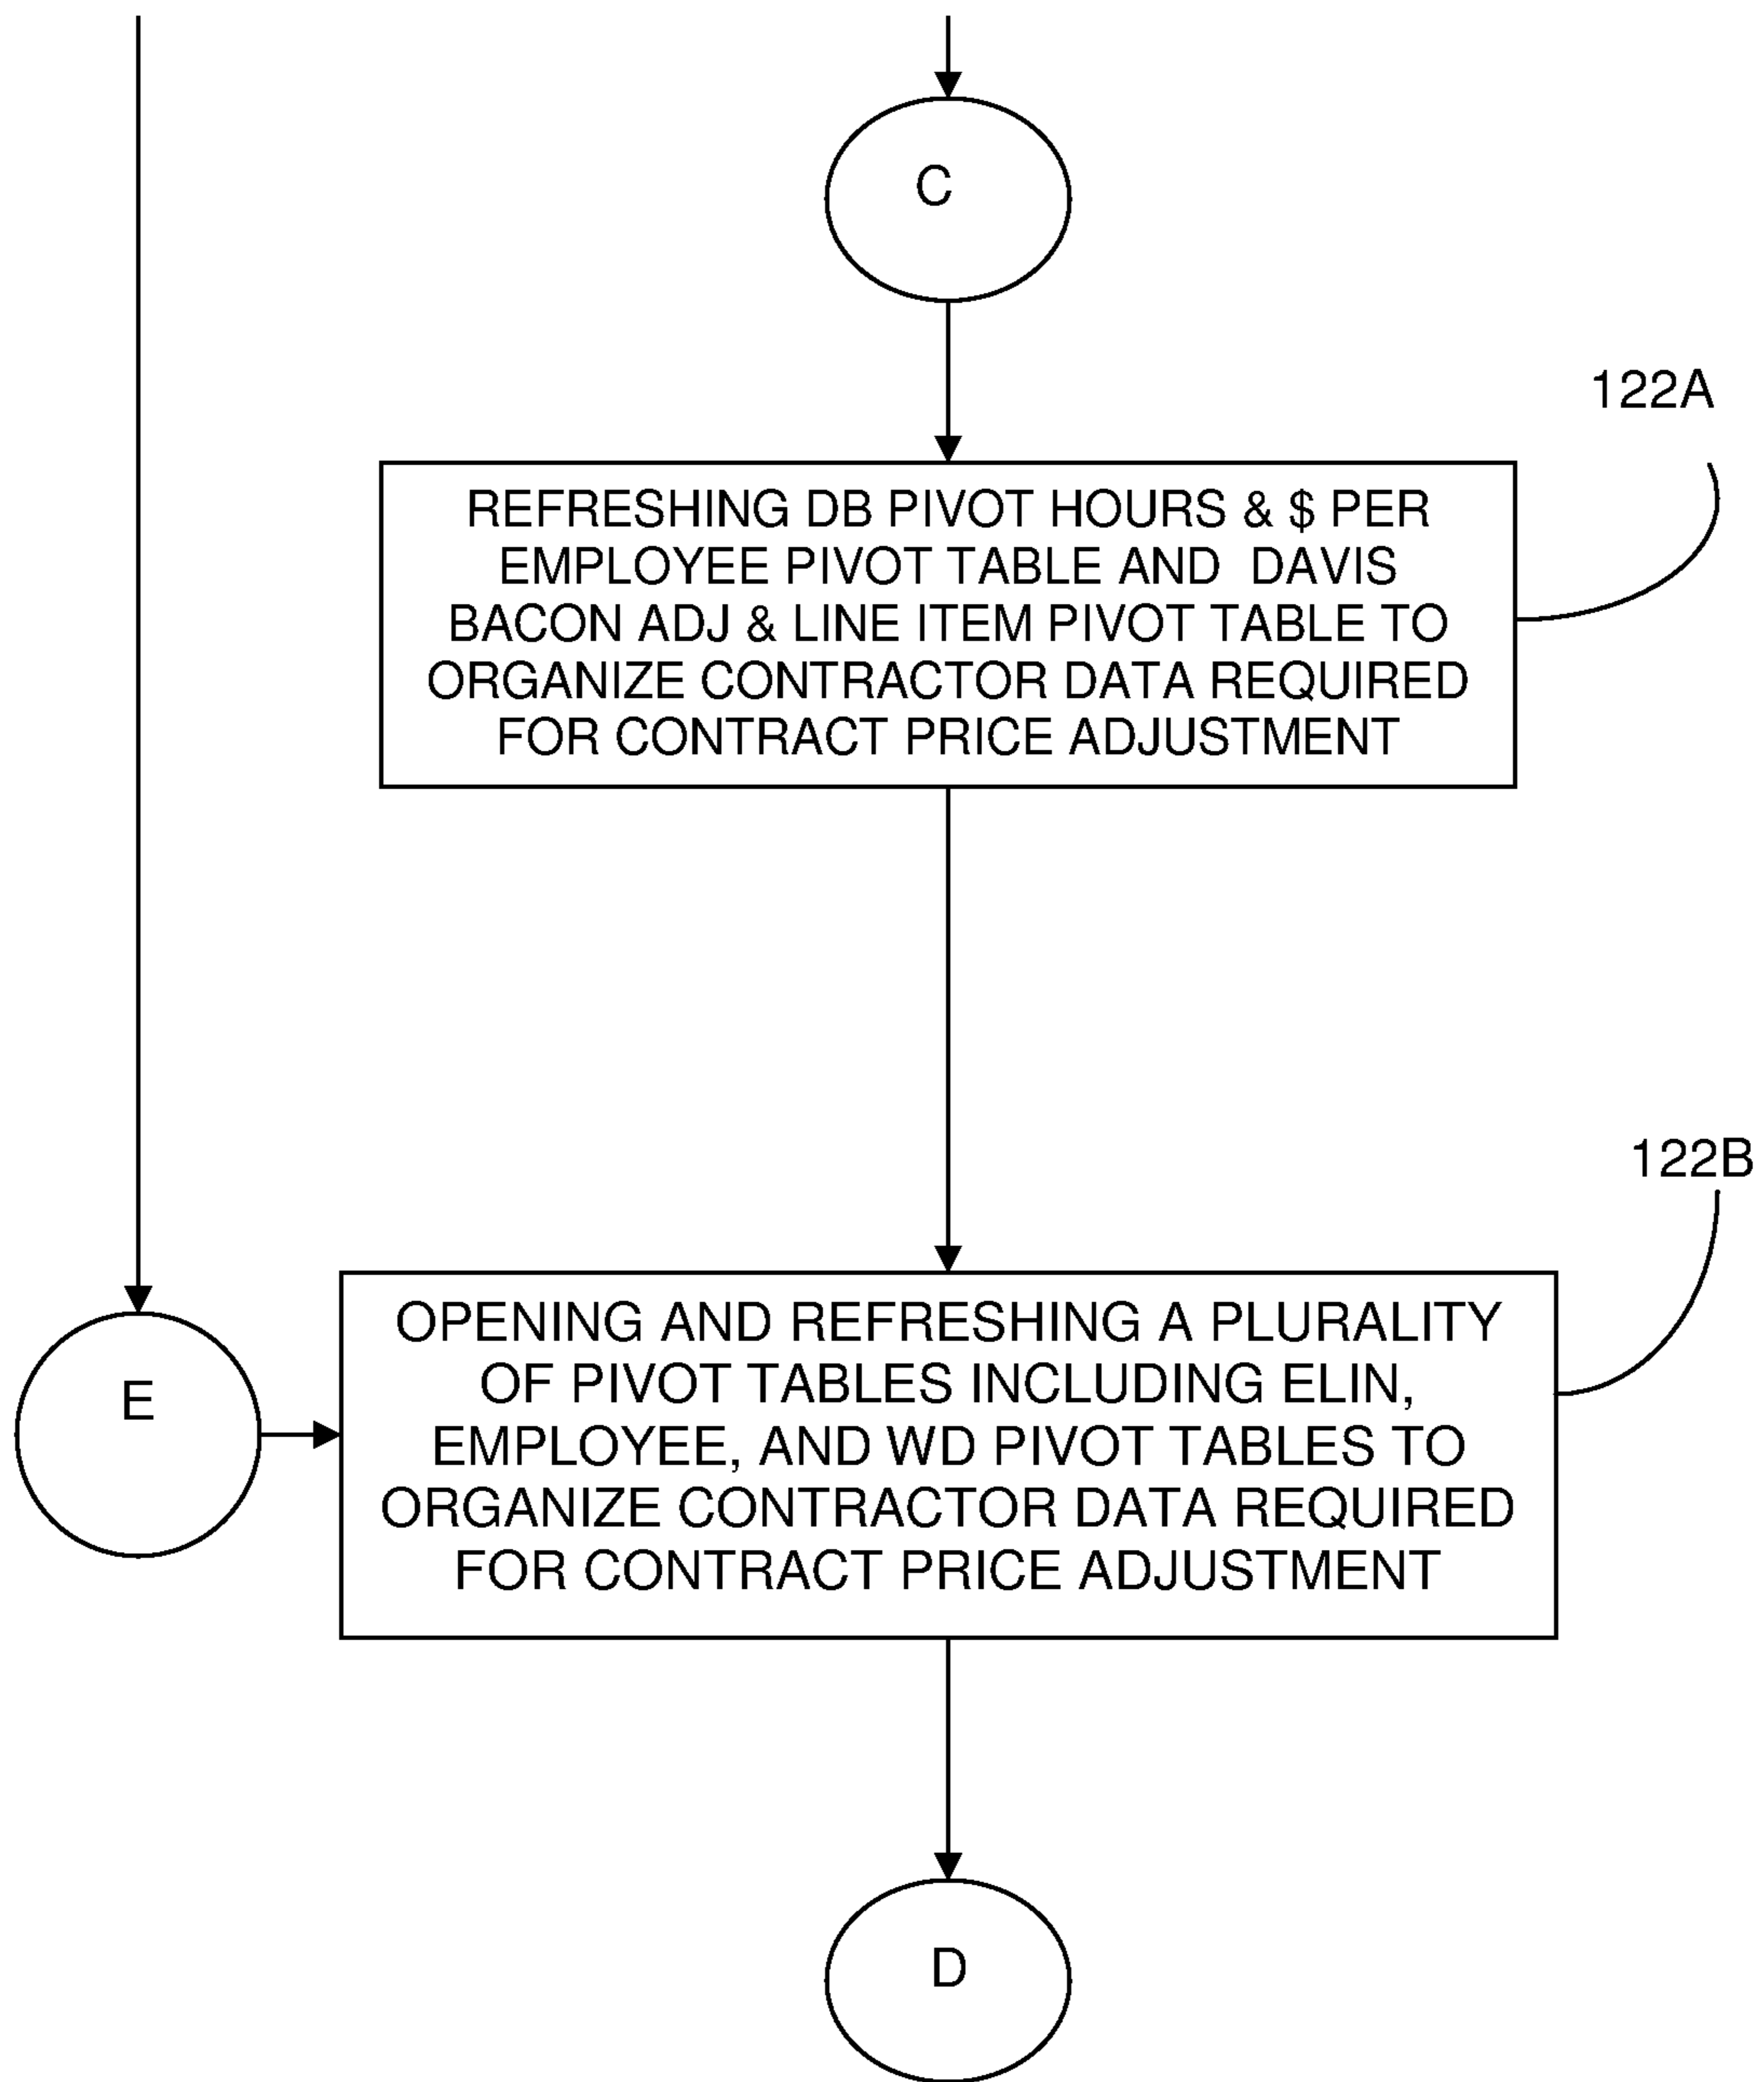 C
122A
REFRESHING DB PIVOT HOURS & $ PER
EMPLOYEE PIVOT TABLE AND DAVIS
BACON ADJ & LINE ITEM PIVOT TABLE TO
ORGANIZE CONTRACTOR DATA REQUIRED
FOR CONTRACT PRICE ADJUSTMENT
122B
OPENING AND REFRESHING A PLURALITY
OF PIVOT TABLES INCLUDING ELIN,
EMPLOYEE, AND WD PIVOT TABLES TO
ORGANIZE CONTRACTOR DATA REQUIRED
FOR CONTRACT PRICE ADJUSTMENT
E
D